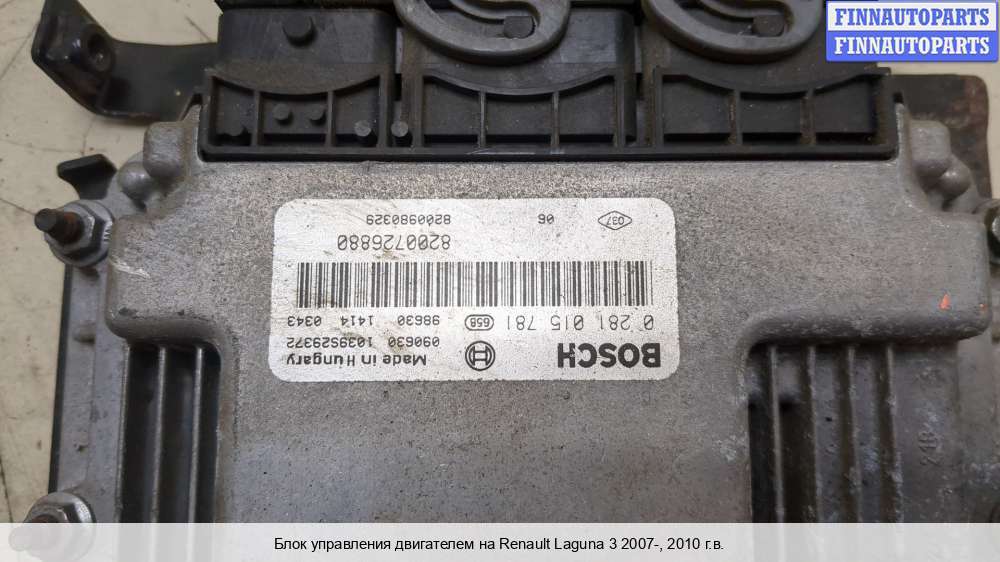 FINNAUTOPARTS
FINNAUTOPARTS
BOSCH
Made in Hungary
090630 1039S29372
0 281 015 781
658
98630 1414 0343
8200726880
037
06
8200980329
Блок управления двигателем на Renault Laguna 3 2007-, 2010 г.в.